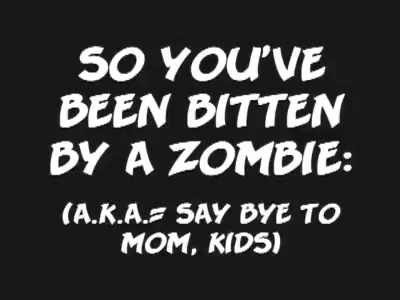 SO YOU'VE
BEEN BITTEN
BY A ZOMBIE:
(A.K.A.= SAY BYE TO
MOM, KIDS)